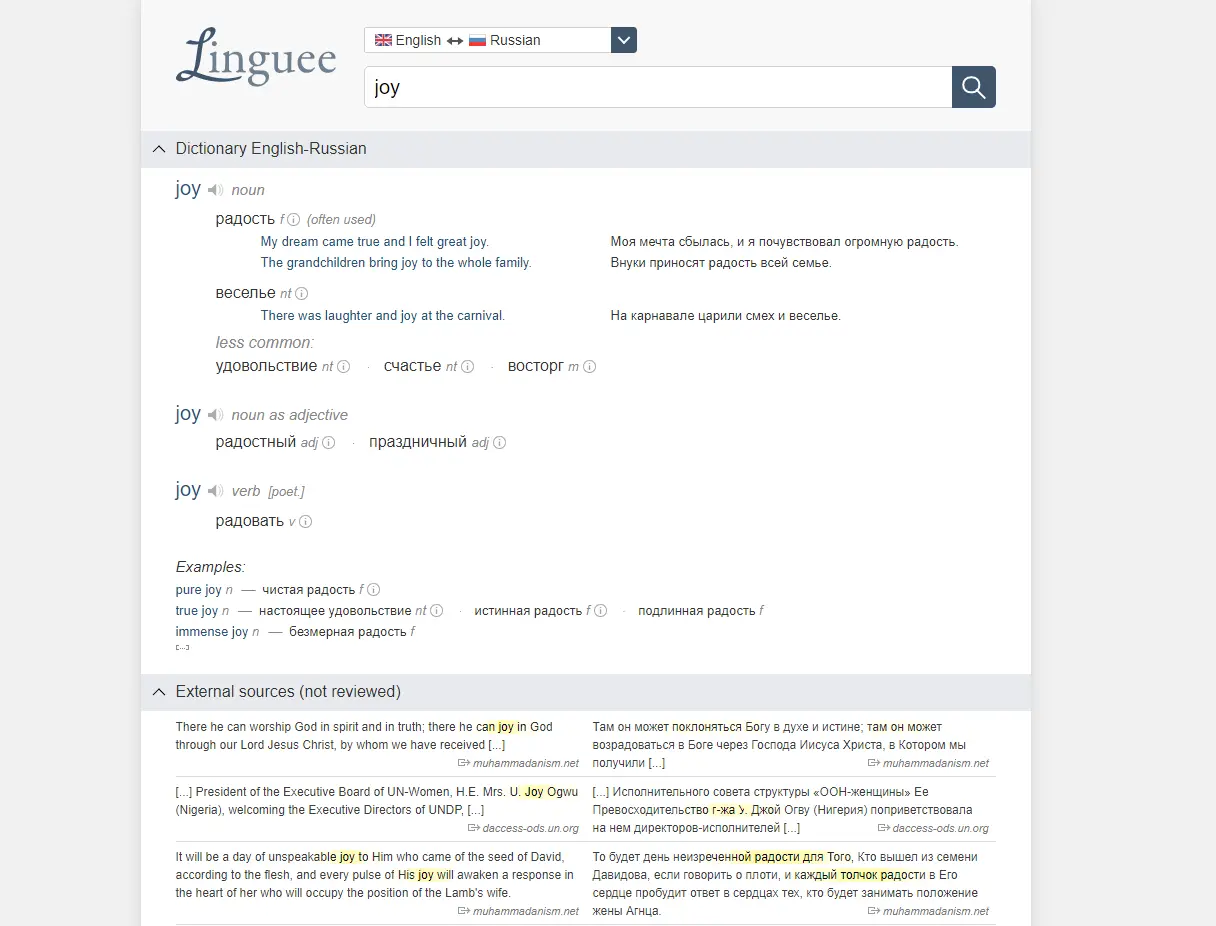 Linguee
English ↔ Russian
joy
Dictionary English-Russian
joy noun
радость f (often used)
My dream came true and I felt great joy. Моя мечта сбылась, и я почувствовал огромную радость.
The grandchildren bring joy to the whole family. Внуки приносят радость всей семье.
веселье nt
There was laughter and joy at the carnival. На карнавале царили смех и веселье.
less common:
удовольствие nt · счастье nt · восторг m
joy noun as adjective
радостный adj · праздничный adj
joy verb [poet.]
радовать v
Examples:
pure joy n — чистая радость f
true joy n — настоящее удовольствие nt · истинная радость f · подлинная радость f
immense joy n — безмерная радость f
[...]
External sources (not reviewed)
There he can worship God in spirit and in truth; there he can joy in God
through our Lord Jesus Christ, by whom we have received [...]
muhammadanism.net
Там он может поклоняться Богу в духе и истине; там он может
возрадоваться в Боге через Господа Иисуса Христа, в Котором мы
получили [...] muhammadanism.net
[...] President of the Executive Board of UN-Women, H.E. Mrs. U. Joy Ogwu
(Nigeria), welcoming the Executive Directors of UNDP, [...]
daccess-ods.un.org
[...] Исполнительного совета структуры «ООН-женщины» Ее
Превосходительство г-жа У. Джой Огву (Нигерия) поприветствовала
на нем директоров-исполнителей [...] daccess-ods.un.org
It will be a day of unspeakable joy to Him who came of the seed of David,
according to the flesh, and every pulse of His joy will awaken a response in
the heart of her who will occupy the position of the Lamb's wife.
muhammadanism.net
То будет день неизреченной радости для Того, Кто вышел из семени
Давидова, если говорить о плоти, и каждый толчок радости в Его
сердце пробудит ответ в сердцах тех, кто будет занимать положение
жены Агнца. muhammadanism.net